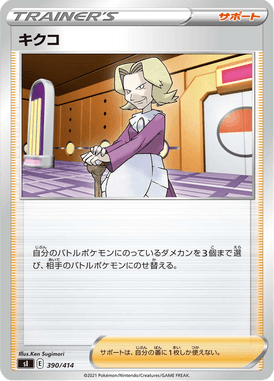 TRAINER'S サポート
キクコ
自分のバトルポケモンにのっているダメカンを3個まで選び、
相手のバトルポケモンにのせ替える。
Illus.Ken Sugimori
sI E 390/414
©2021 Pokémon/Nintendo/Creatures/GAME FREAK.
サポートは、自分の番に1枚しか使えない。